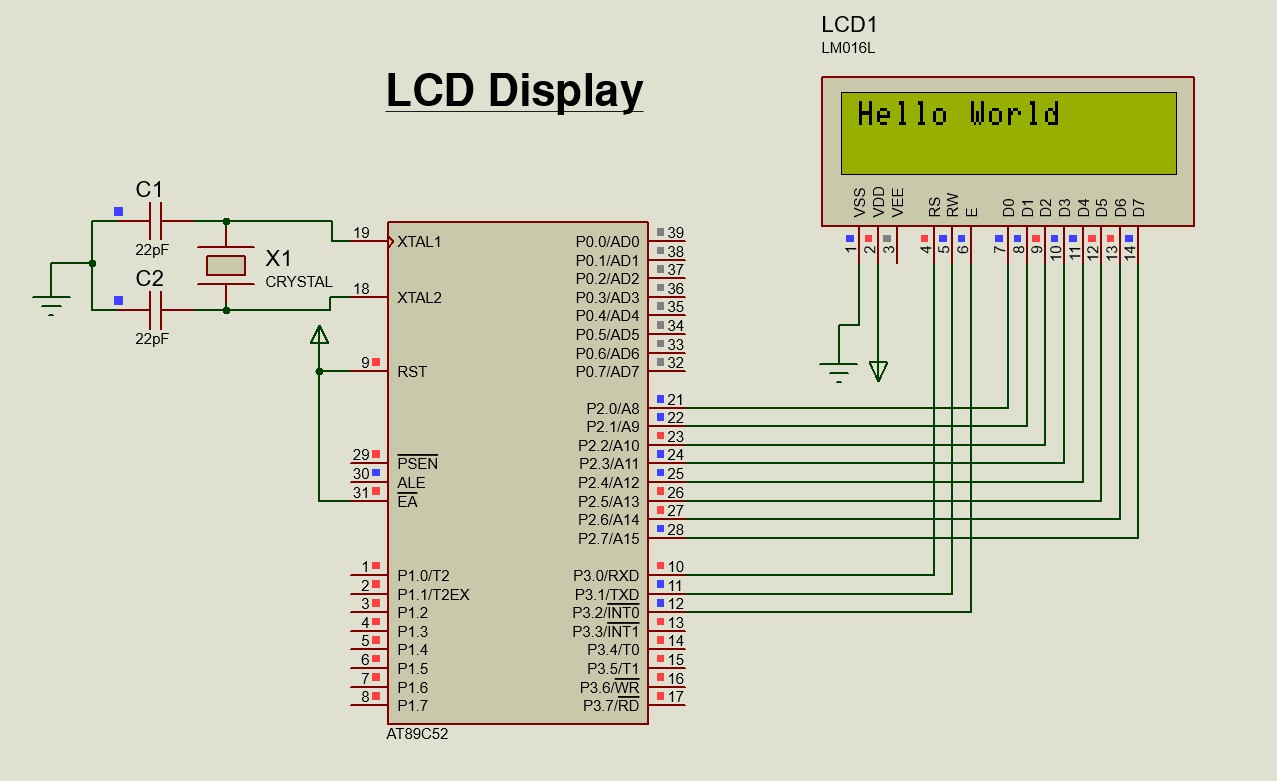 LCD1
LM016L
LCD Display
Hello World
VSS
VDD
VEE
RS
RW
E
D0
D1
D2
D3
D4
D5
D6
D7
1
2
3
4
5
6
7
8
9
10
11
12
13
14
C1
22pF
X1
CRYSTAL
C2
22pF
19 XTAL1
18 XTAL2
9 RST
29 PSEN
30 ALE
31 EA
1 P1.0/T2
2 P1.1/T2EX
3 P1.2
4 P1.3
5 P1.4
6 P1.5
7 P1.6
8 P1.7
P0.0/AD0 39
P0.1/AD1 38
P0.2/AD2 37
P0.3/AD3 36
P0.4/AD4 35
P0.5/AD5 34
P0.6/AD6 33
P0.7/AD7 32
P2.0/A8 21
P2.1/A9 22
P2.2/A10 23
P2.3/A11 24
P2.4/A12 25
P2.5/A13 26
P2.6/A14 27
P2.7/A15 28
P3.0/RXD 10
P3.1/TXD 11
P3.2/INT0 12
P3.3/INT1 13
P3.4/T0 14
P3.5/T1 15
P3.6/WR 16
P3.7/RD 17
AT89C52